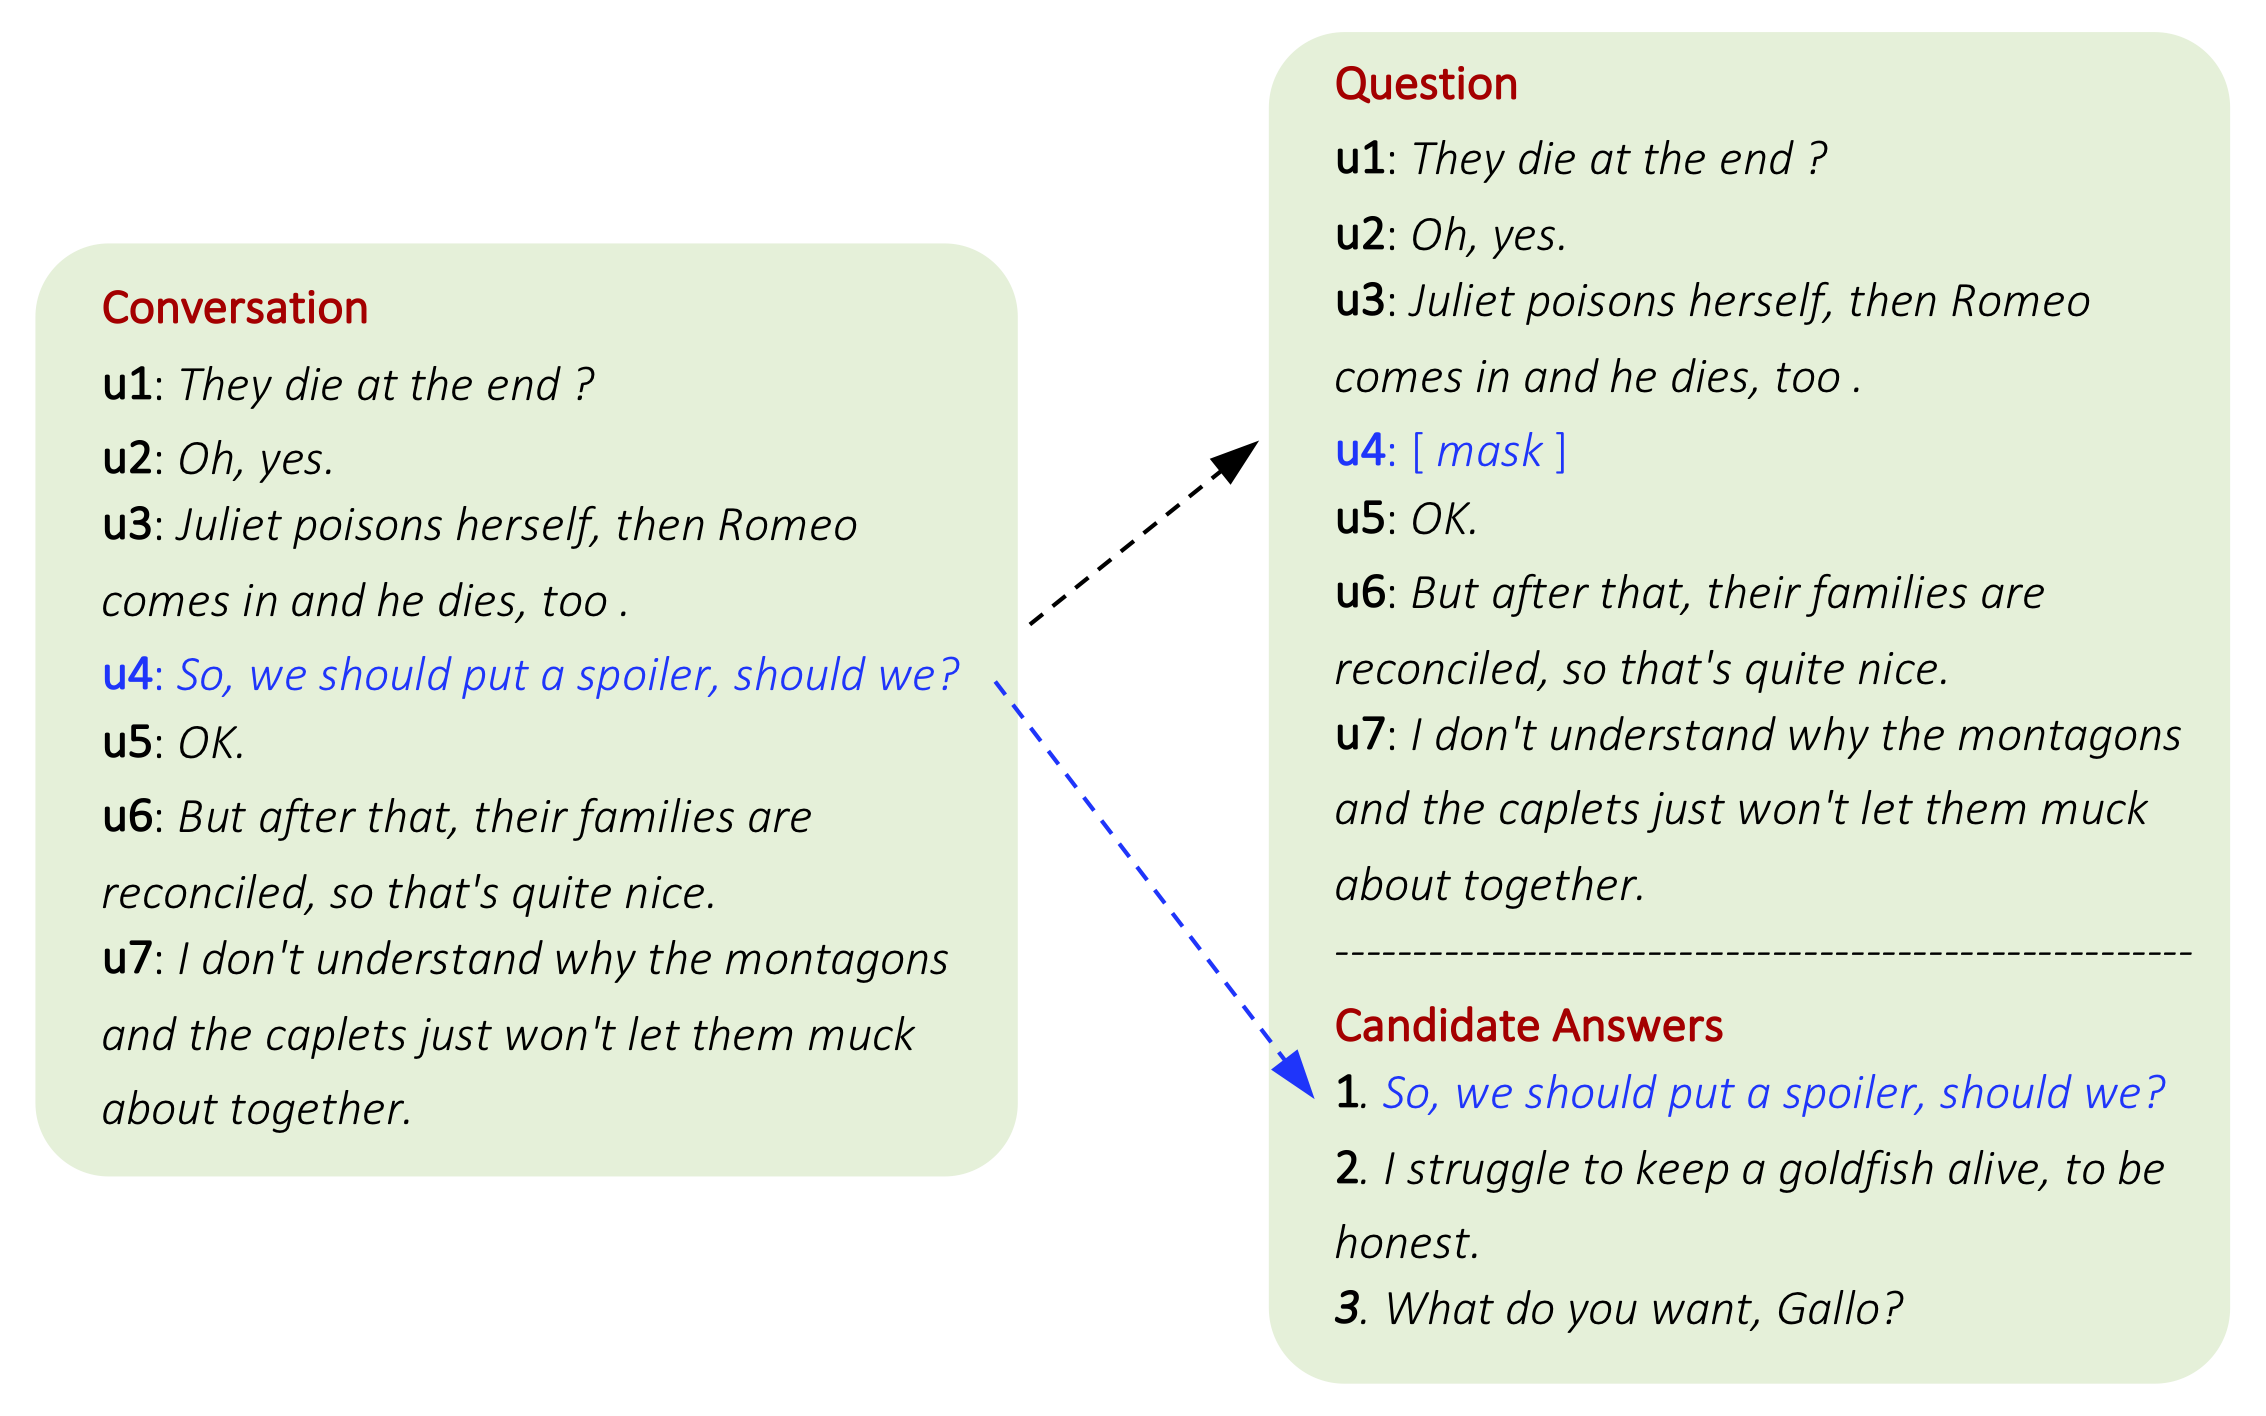 Conversation
u1: They die at the end ?
u2: Oh, yes.
u3: Juliet poisons herself, then Romeo
comes in and he dies, too .
u4: So, we should put a spoiler, should we?
u5: OK.
u6: But after that, their families are
reconciled, so that's quite nice.
u7: I don't understand why the montagons
and the caplets just won't let them muck
about together.
Question
u1: They die at the end ?
u2: Oh, yes.
u3: Juliet poisons herself, then Romeo
comes in and he dies, too .
u4: [ mask ]
u5: OK.
u6: But after that, their families are
reconciled, so that's quite nice.
u7: I don't understand why the montagons
and the caplets just won't let them muck
about together.
Candidate Answers
1. So, we should put a spoiler, should we?
2. I struggle to keep a goldfish alive, to be
honest.
3. What do you want, Gallo?